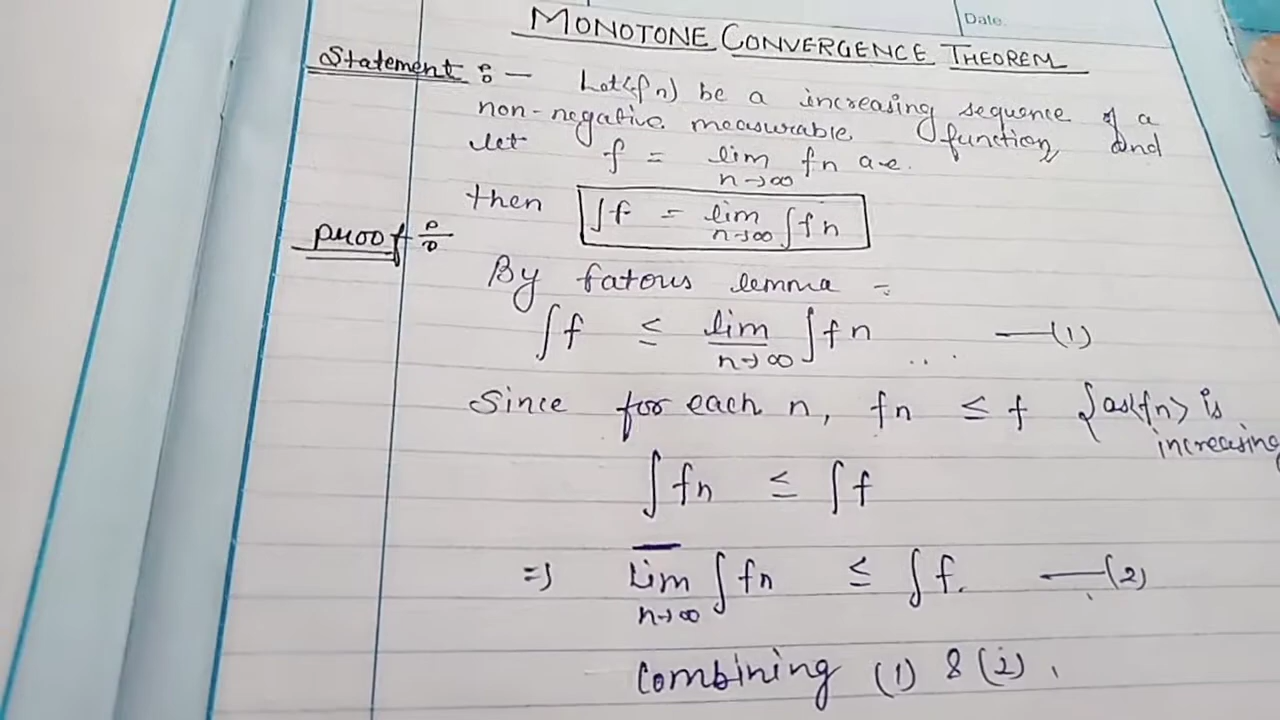 Date.
MONOTONE CONVERGENCE THEOREM
Statement :- Let <fn> be a increasing sequence of a
non-negative measurable function, and
let f = lim n→∞ fn a.e.
then ∫f = lim n→∞ ∫fn
proof :-
By fatous lemma =
∫f ≤ l̲i̲m̲ n→∞ ∫fn ... —(1)
Since for each n, fn ≤ f {as <fn> is
increasing
∫fn ≤ ∫f
=> l̅i̅m̅ n→∞ ∫fn ≤ ∫f. —(2)
Combining (1) & (2),